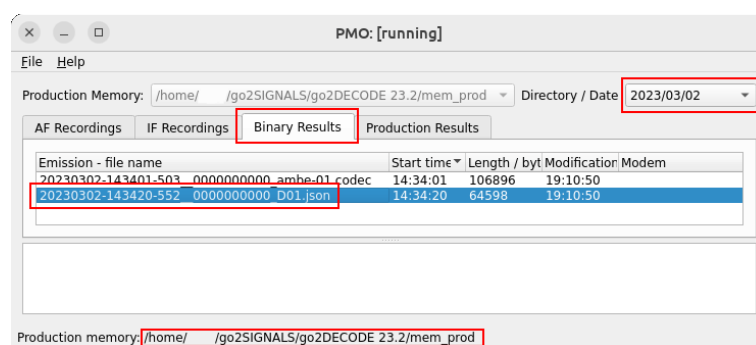 PMO: [running]
File Help
Production Memory: /home/ /go2SIGNALS/go2DECODE 23.2/mem_prod Directory / Date 2023/03/02
AF Recordings IF Recordings Binary Results Production Results
Emission - file name Start time Length / byt Modification Modem
20230302-143401-503__0000000000_ambe-01.codec 14:34:01 106896 19:10:50
20230302-143420-552__0000000000_D01.json 14:34:20 64598 19:10:50
Production memory: /home/ /go2SIGNALS/go2DECODE 23.2/mem_prod